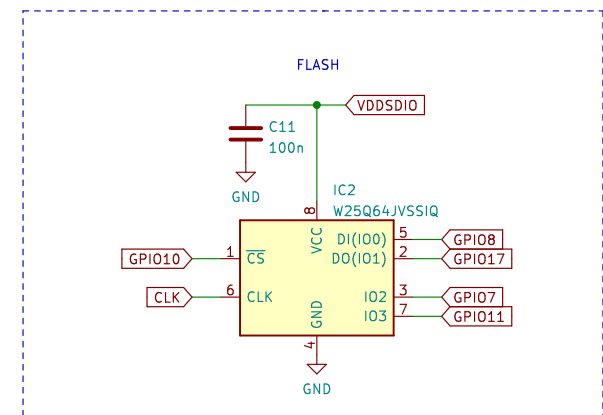 FLASH
VDDSDIO
C11
100n
GND
IC2
W25Q64JVSSIQ
8
VCC
DI(IO0) 5 GPIO8
GPIO10 1 CS DO(IO1) 2 GPIO17
CLK 6 CLK IO2 3 GPIO7
GND IO3 7 GPIO11
4
GND